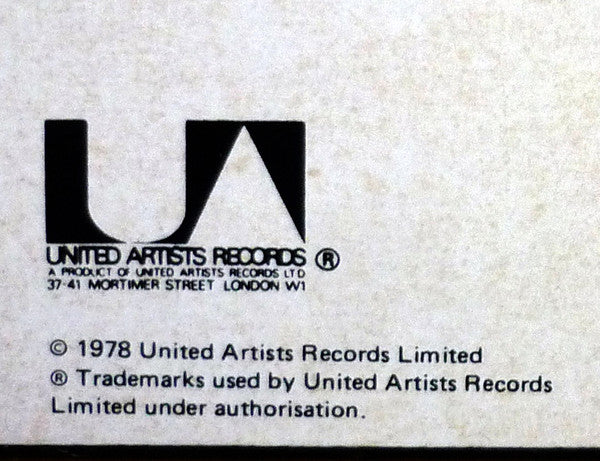 UA
UNITED ARTISTS RECORDS ®
A PRODUCT OF UNITED ARTISTS RECORDS LTD
37-41 MORTIMER STREET LONDON W1
© 1978 United Artists Records Limited
® Trademarks used by United Artists Records
Limited under authorisation.